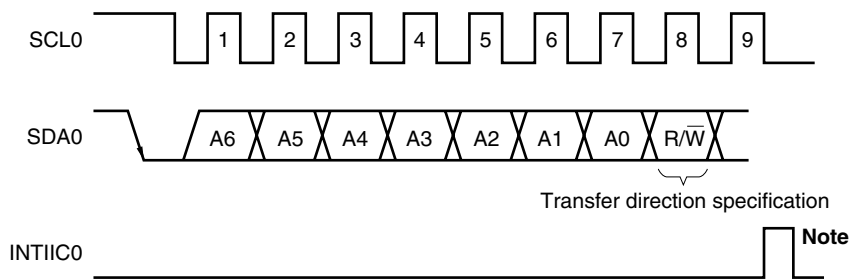 SCL0 1 2 3 4 5 6 7 8 9
SDA0 A6 A5 A4 A3 A2 A1 A0 R/W̅
Transfer direction specification
Note
INTIIC0